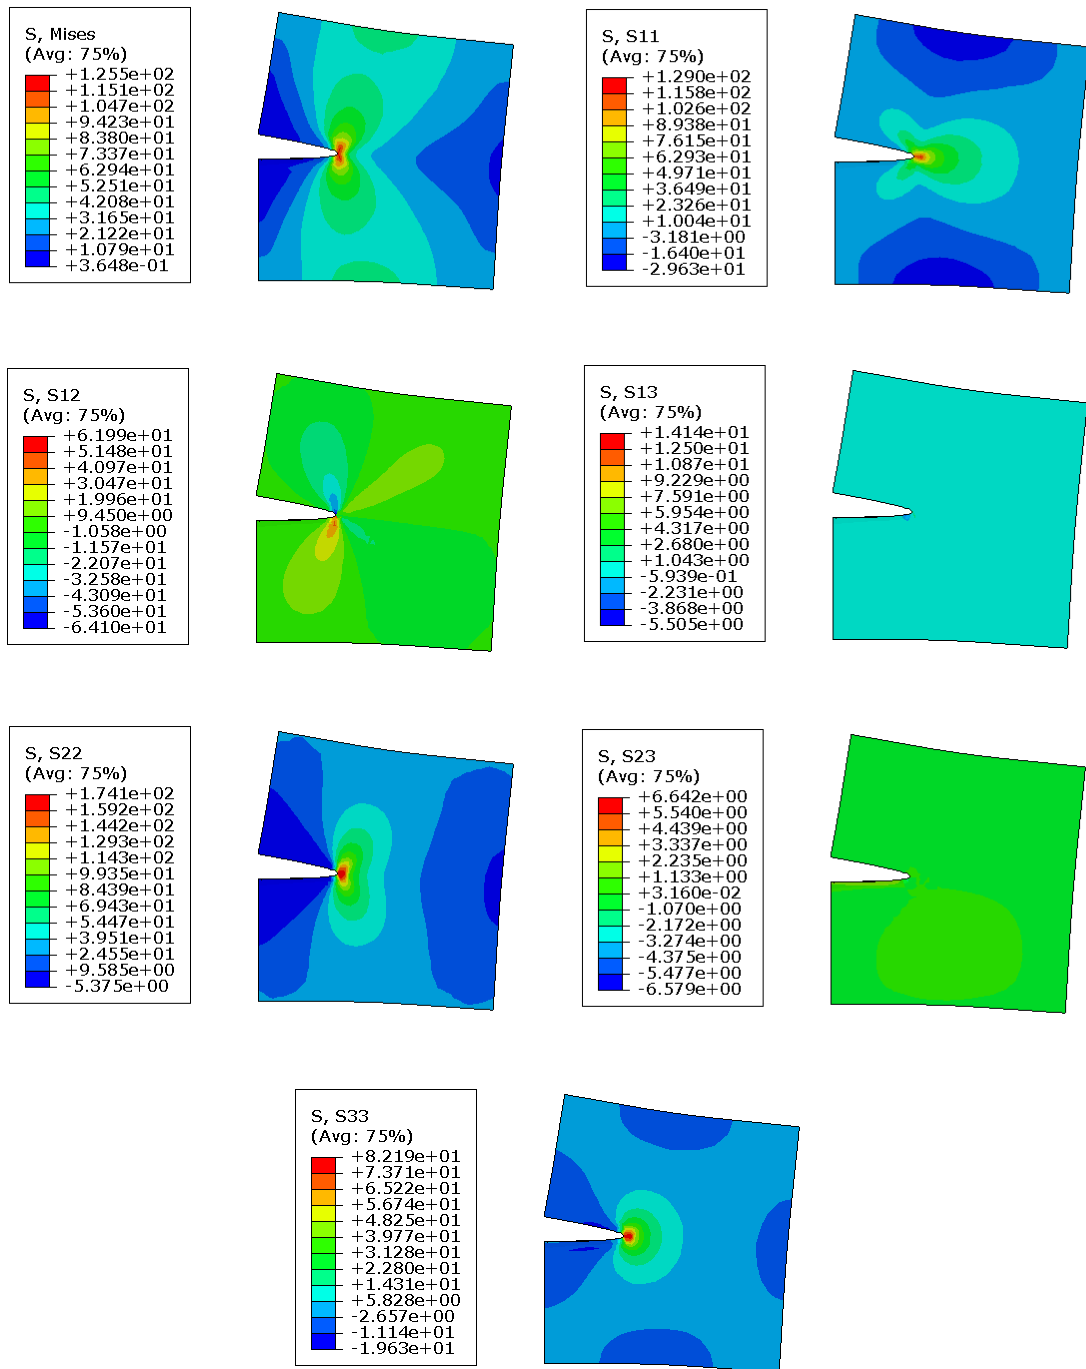 S, Mises
(Avg: 75%)
+1.255e+02
+1.151e+02
+1.047e+02
+9.423e+01
+8.380e+01
+7.337e+01
+6.294e+01
+5.251e+01
+4.208e+01
+3.165e+01
+2.122e+01
+1.079e+01
+3.648e-01
S, S11
(Avg: 75%)
+1.290e+02
+1.158e+02
+1.026e+02
+8.938e+01
+7.615e+01
+6.293e+01
+4.971e+01
+3.649e+01
+2.326e+01
+1.004e+01
-3.181e+00
-1.640e+01
-2.963e+01
S, S12
(Avg: 75%)
+6.199e+01
+5.148e+01
+4.097e+01
+3.047e+01
+1.996e+01
+9.450e+00
-1.058e+00
-1.157e+01
-2.207e+01
-3.258e+01
-4.309e+01
-5.360e+01
-6.410e+01
S, S13
(Avg: 75%)
+1.414e+01
+1.250e+01
+1.087e+01
+9.229e+00
+7.591e+00
+5.954e+00
+4.317e+00
+2.680e+00
+1.043e+00
-5.939e-01
-2.231e+00
-3.868e+00
-5.505e+00
S, S22
(Avg: 75%)
+1.741e+02
+1.592e+02
+1.442e+02
+1.293e+02
+1.143e+02
+9.935e+01
+8.439e+01
+6.943e+01
+5.447e+01
+3.951e+01
+2.455e+01
+9.585e+00
-5.375e+00
S, S23
(Avg: 75%)
+6.642e+00
+5.540e+00
+4.439e+00
+3.337e+00
+2.235e+00
+1.133e+00
+3.160e-02
-1.070e+00
-2.172e+00
-3.274e+00
-4.375e+00
-5.477e+00
-6.579e+00
S, S33
(Avg: 75%)
+8.219e+01
+7.371e+01
+6.522e+01
+5.674e+01
+4.825e+01
+3.977e+01
+3.128e+01
+2.280e+01
+1.431e+01
+5.828e+00
-2.657e+00
-1.114e+01
-1.963e+01